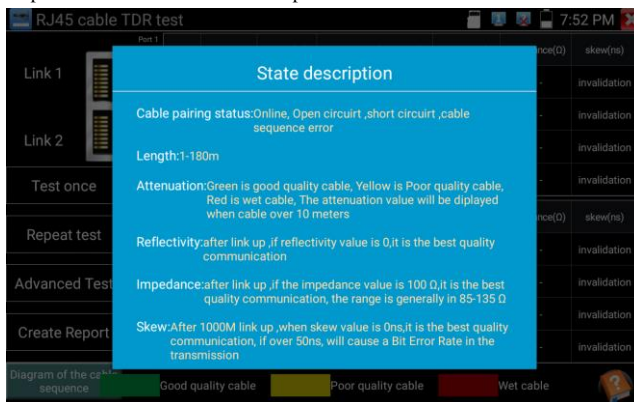 RJ45 cable TDR test
7:52 PM
Port 1
nce(Ω) skew(ns)
Link 1
- invalidation
- invalidation
Link 2
- invalidation
- invalidation
Test once
nce(Ω) skew(ns)
Repeat test
- invalidation
- invalidation
Advanced Test
- invalidation
Create Report
- invalidation
State description
Cable pairing status:Online, Open circuirt ,short circuirt ,cable
sequence error
Length:1-180m
Attenuation:Green is good quality cable, Yellow is Poor quality cable,
Red is wet cable, The attenuation value will be diplayed
when cable over 10 meters
Reflectivity:after link up ,if reflectivity value is 0,it is the best quality
communication
Impedance:after link up ,if the impedance value is 100 Ω,it is the best
quality communication, the range is generally in 85-135 Ω
Skew:After 1000M link up ,when skew value is 0ns,it is the best quality
communication, if over 50ns, will cause a Bit Error Rate in the
transmission
Diagram of the cable
sequence
Good quality cable
Poor quality cable
Wet cable